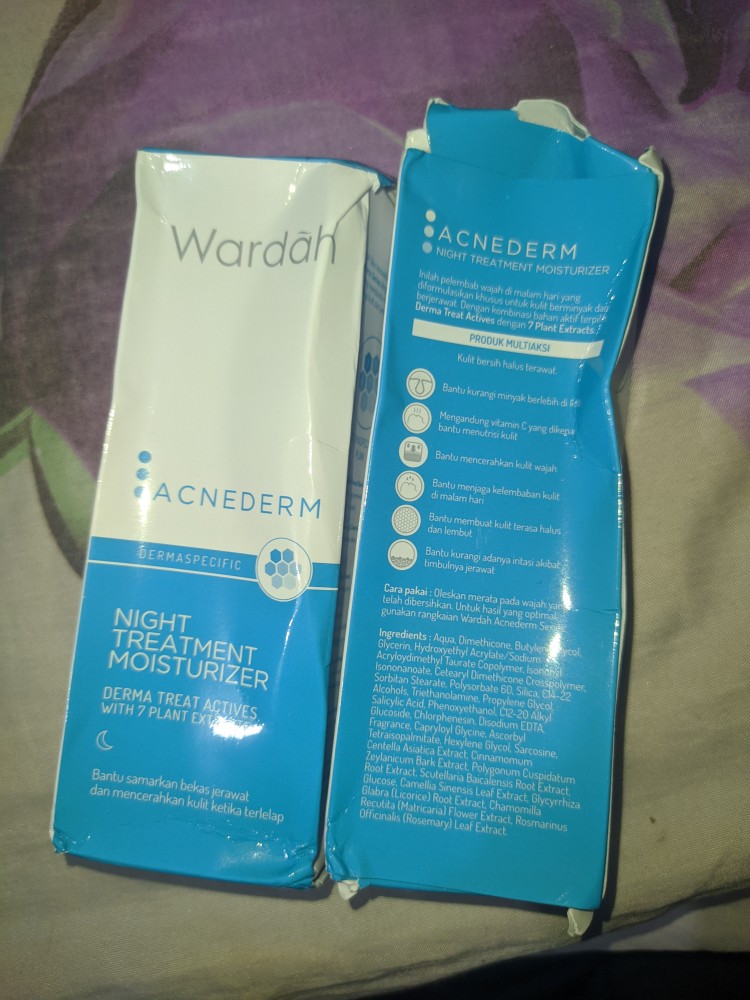 Wardãh
ACNEDERM
DERMASPECIFIC
NIGHT
TREATMENT
MOISTURIZER
DERMA TREAT ACTIVES
WITH 7 PLANT
Bantu samarkan bekas jerawat
dan mencerahkan kulit ketika terlelap
ACNEDERM
NIGHT TREATMENT MOISTURIZER
Inilah pelembab wajah di malam hari yang
diformulasikan khusus untuk kulit berminyak dan
berjerawat. Dengan kombinasi bahan aktif
Derma Treat Actives dengan 7 Plant Extracts.
PRODUK MULTIAKSI
Kulit bersih halus terawat.
Bantu kurangi minyak berlebih di
Mengandung vitamin C yang
bantu menutrisi kulit
Bantu mencerahkan kulit wajah
Bantu menjaga kelembaban kulit
di malam hari
Bantu membuat kulit terasa halus
dan lembut
Bantu kurangi adanya iritasi akibat
timbulnya jerawat
Cara pakai : Oleskan merata pada wajah
telah dibersihkan. Untuk hasil yang optimal,
gunakan rangkaian Wardah Acnederm
Ingredients : Aqua, Dimethicone, Butylene Glycol,
Glycerin, Hydroxyethyl Acrylate/Sodium
Acryloyldimethyl Taurate Copolymer, Isononyl
Isononanoate, Cetearyl Dimethicone Crosspolymer,
Sorbitan Stearate, Polysorbate 60, Silica, C14-22
Alcohols, Triethanolamine, Propylene Glycol,
Salicylic Acid, Phenoxyethanol, C12-20 Alkyl
Glucoside, Chlorphenesin, Disodium EDTA,
Fragrance, Caprylyl Glycine, Ascorbyl
Tetraisopalmitate, Hexylene Glycol, Sarcosine,
Centella Asiatica Extract, Cinnamomum
Zeylanicum Bark Extract, Polygonum Cuspidatum
Root Extract, Scutellaria Baicalensis Root Extract,
Glucose, Camellia Sinensis Leaf Extract, Glycyrrhiza
Glabra (Licorice) Root Extract, Chamomilla
Recutita (Matricaria) Flower Extract, Rosmarinus
Officinalis (Rosemary) Leaf Extract.